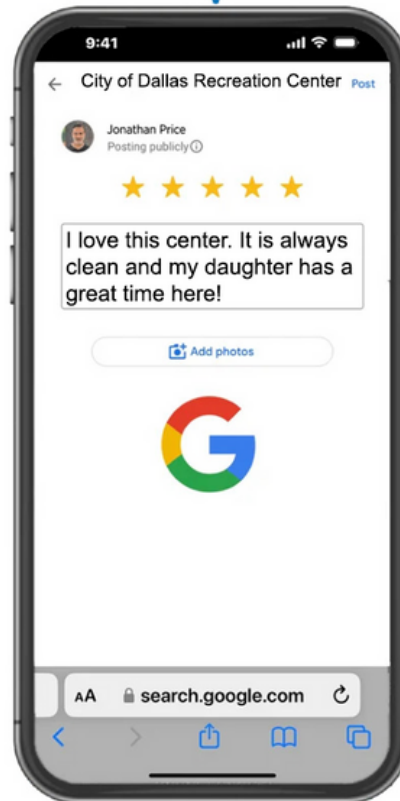 9:41
City of Dallas Recreation Center Post
Jonathan Price
Posting publicly
I love this center. It is always
clean and my daughter has a
great time here!
Add photos
G
AA search.google.com